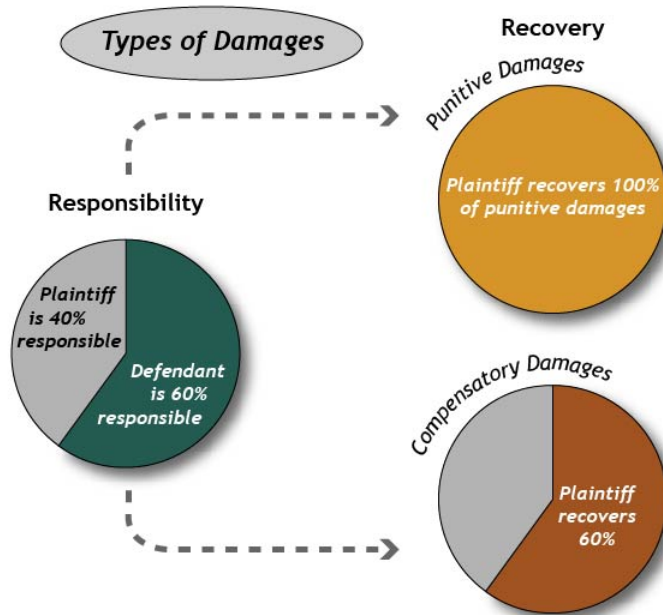 Types of Damages
Recovery
Punitive Damages
Plaintiff recovers 100%
of punitive damages
Responsibility
Plaintiff
is 40%
responsible
Defendant
is 60%
responsible
Compensatory Damages
Plaintiff
recovers
60%